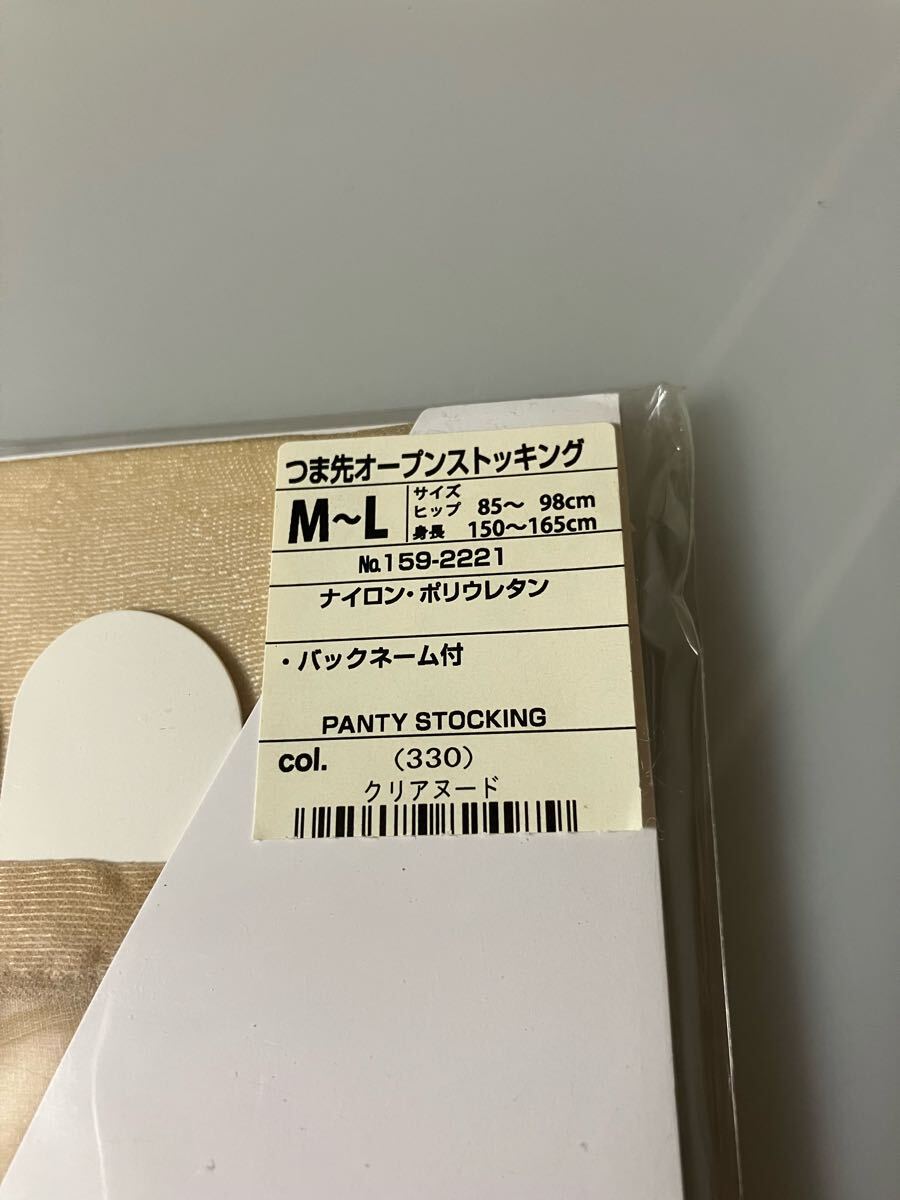 つま先オープンストッキング
M~L
サイズ
ヒップ 85~ 98cm
身長 150~165cm
No.159-2221
ナイロン・ポリウレタン
・バックネーム付
PANTY STOCKING
col. (330)
クリアヌード